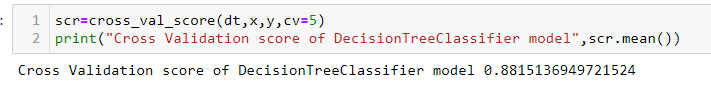 :
1 scr=cross_val_score(dt,x,y,cv=5)
2 print("Cross Validation score of DecisionTreeClassifier model",scr.mean())
Cross Validation score of DecisionTreeClassifier model 0.8815136949721524